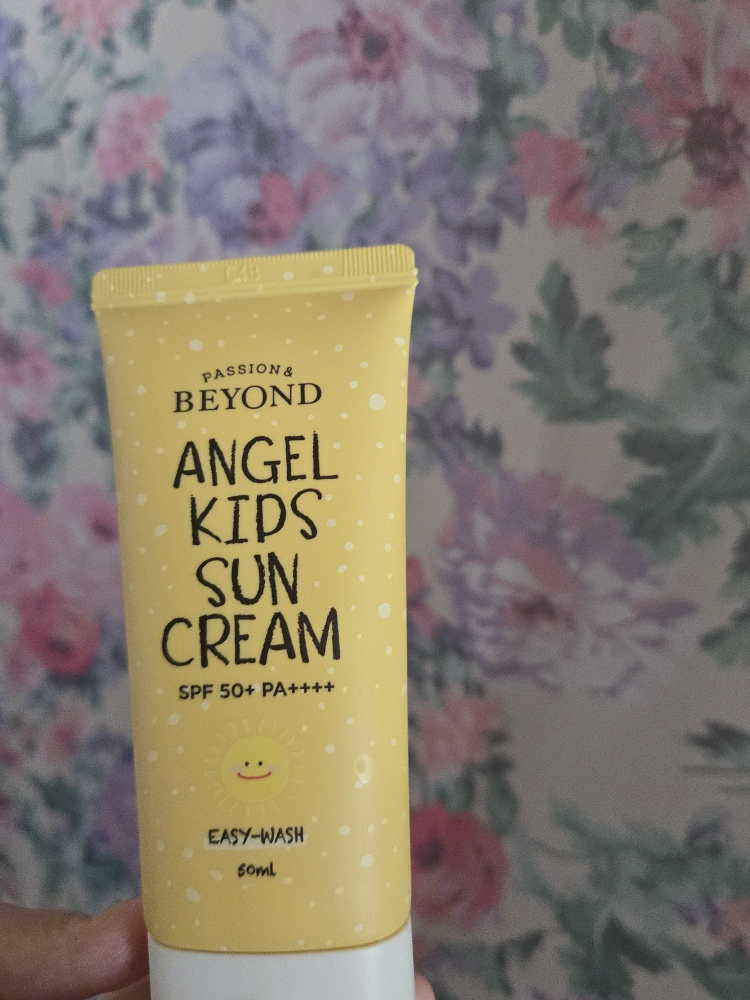 PASSION &
BEYOND
ANGEL
KIDS
SUN
CREAM
SPF 50+ PA++++
EASY-WASH
50ml